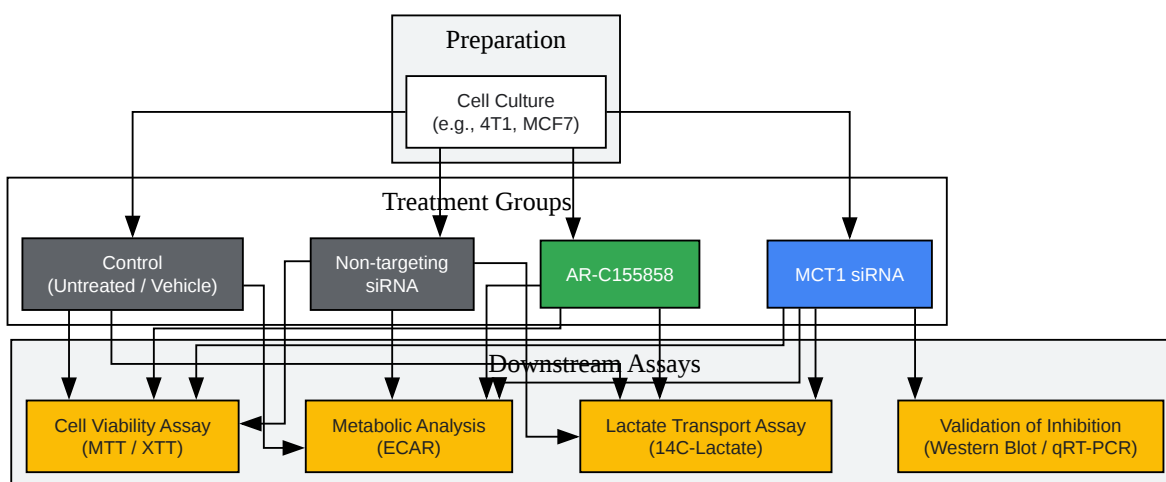 Preparation
Cell Culture
(e.g., 4T1, MCF7)
Treatment Groups
Control
(Untreated / Vehicle)
Non-targeting
siRNA
AR-C155858
MCT1 siRNA
Downstream Assays
Cell Viability Assay
(MTT / XTT)
Metabolic Analysis
(ECAR)
Lactate Transport Assay
(14C-Lactate)
Validation of Inhibition
(Western Blot / qRT-PCR)